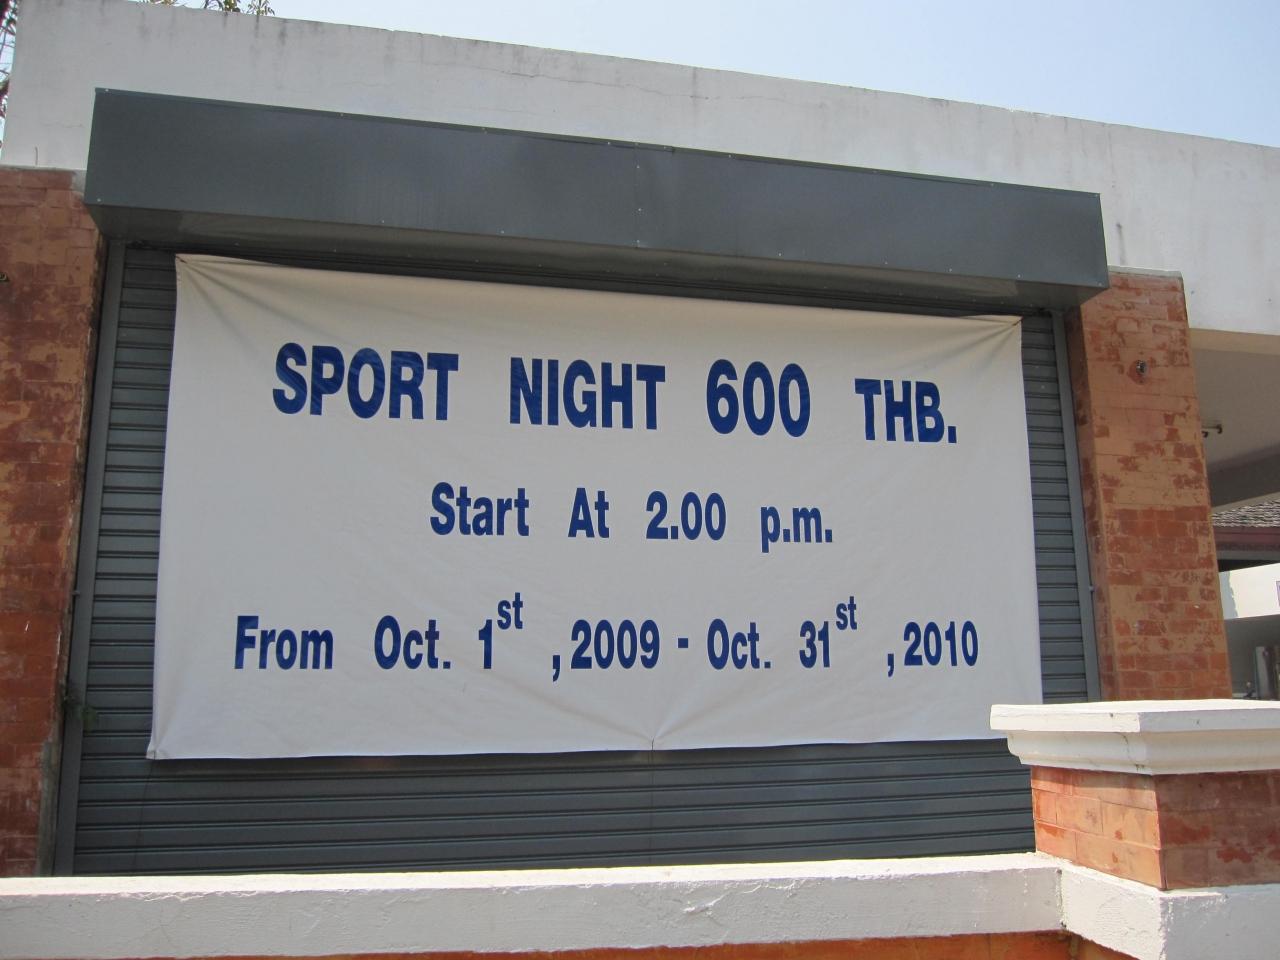 SPORT NIGHT 600 THB.
Start At 2.00 p.m.
From Oct. 1st ,2009 - Oct. 31st ,2010